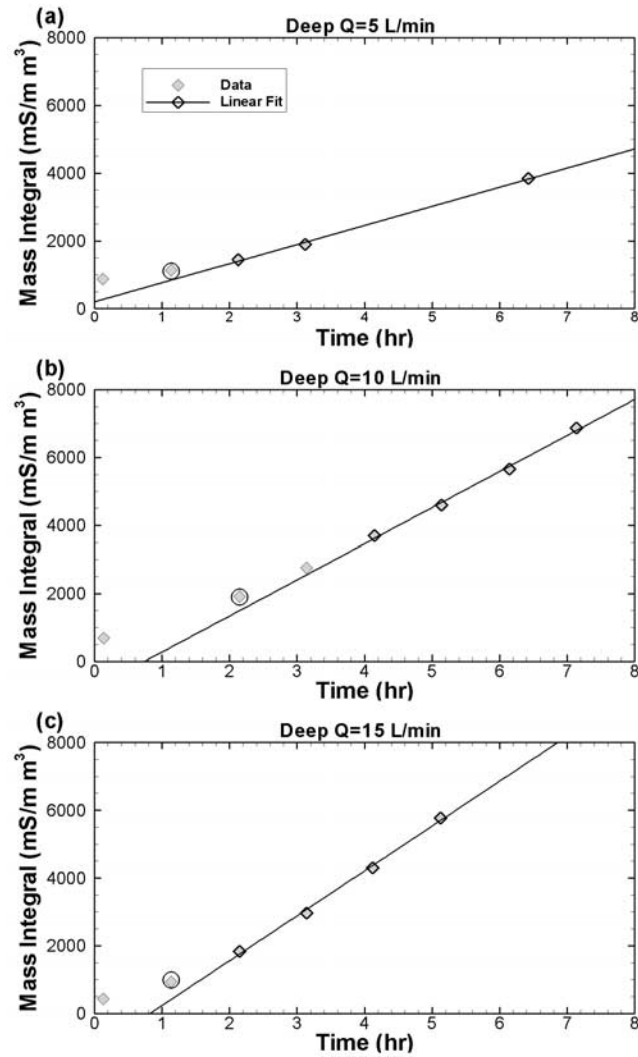 (a)
Deep Q=5 L/min
8000
6000
4000
2000
0
Mass Integral (mS/m m³)
Data
Linear Fit
0 1 2 3 4 5 6 7 8
Time (hr)
(b)
Deep Q=10 L/min
8000
6000
4000
2000
0
Mass Integral (mS/m m³)
0 1 2 3 4 5 6 7 8
Time (hr)
(c)
Deep Q=15 L/min
8000
6000
4000
2000
0
Mass Integral (mS/m m³)
0 1 2 3 4 5 6 7 8
Time (hr)